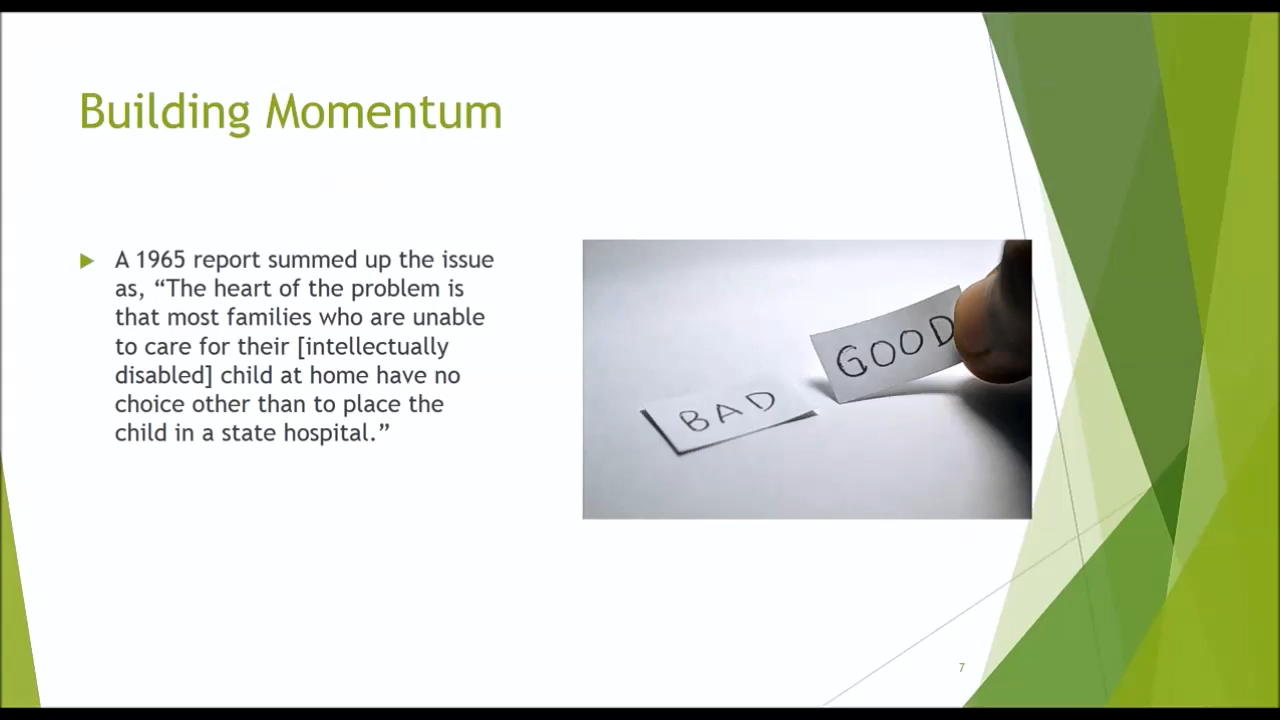 Building Momentum
A 1965 report summed up the issue
as, “The heart of the problem is
that most families who are unable
to care for their [intellectually
disabled] child at home have no
choice other than to place the
child in a state hospital.”
GOOD
BAD
7